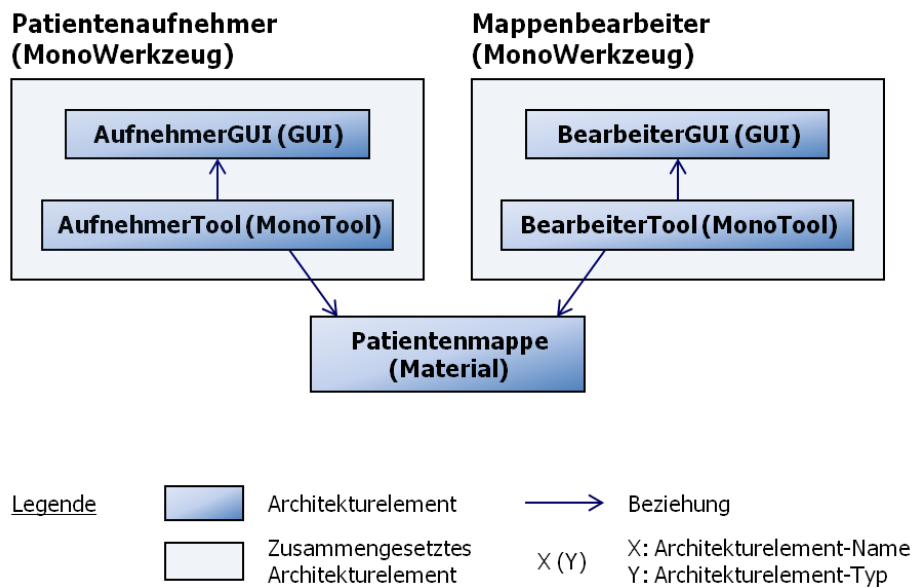 Patientenaufnehmer
(MonoWerkzeug)
Mappenbearbeiter
(MonoWerkzeug)
AufnehmerGUI (GUI)
BearbeiterGUI (GUI)
AufnehmerTool (MonoTool)
BearbeiterTool (MonoTool)
Patientenmappe
(Material)
Legende
Architekturelement
Beziehung
Zusammengesetztes
Architekturelement
X (Y)
X: Architekturelement-Name
Y: Architekturelement-Typ